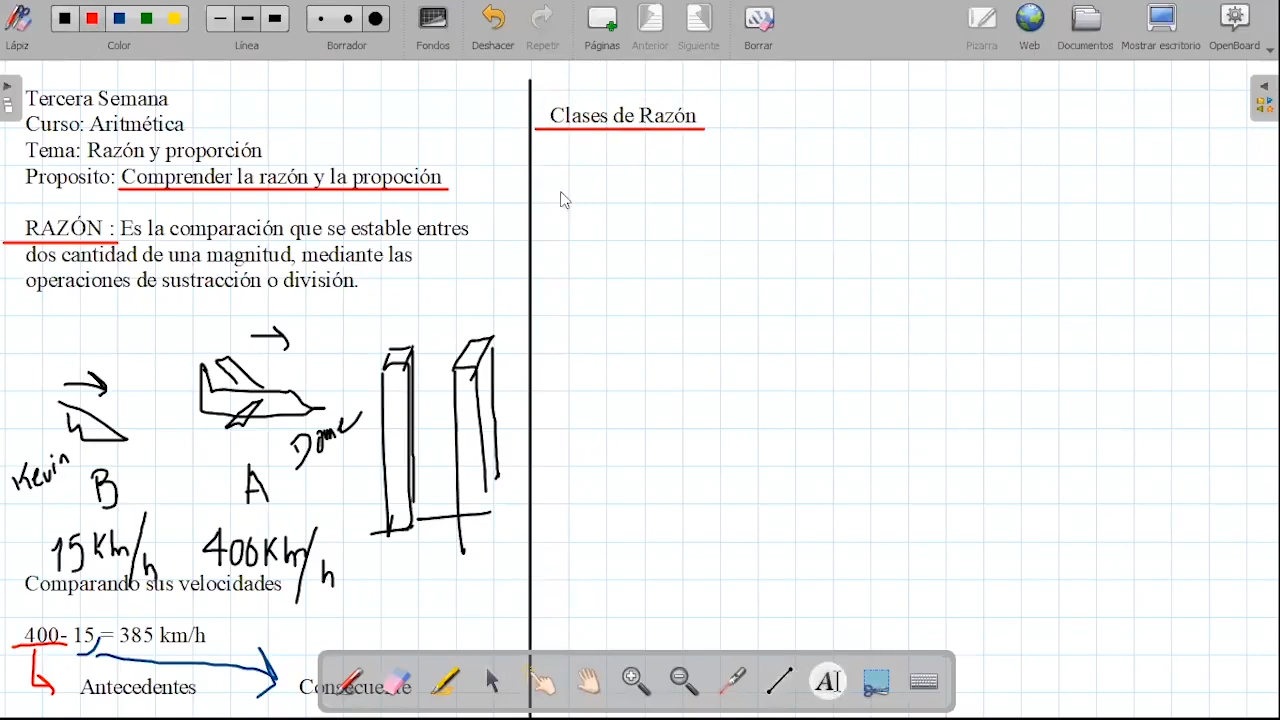 Lápiz
Color
Línea
Borrador
Fondos
Deshacer
Repetir
Páginas
Anterior
Siguiente
Borrar
Pizarra
Web
Documentos
Mostrar escritorio
OpenBoard
Tercera Semana
Curso: Aritmética
Tema: Razón y proporción
Proposito: Comprender la razón y la propoción
RAZÓN : Es la comparación que se estable entres
dos cantidad de una magnitud, mediante las
operaciones de sustracción o división.
Kevin
B
A
15 Km/h
400 Km/h
Comparando sus velocidades
400- 15 = 385 km/h
Antecedentes
Consecuente
Clases de Razón